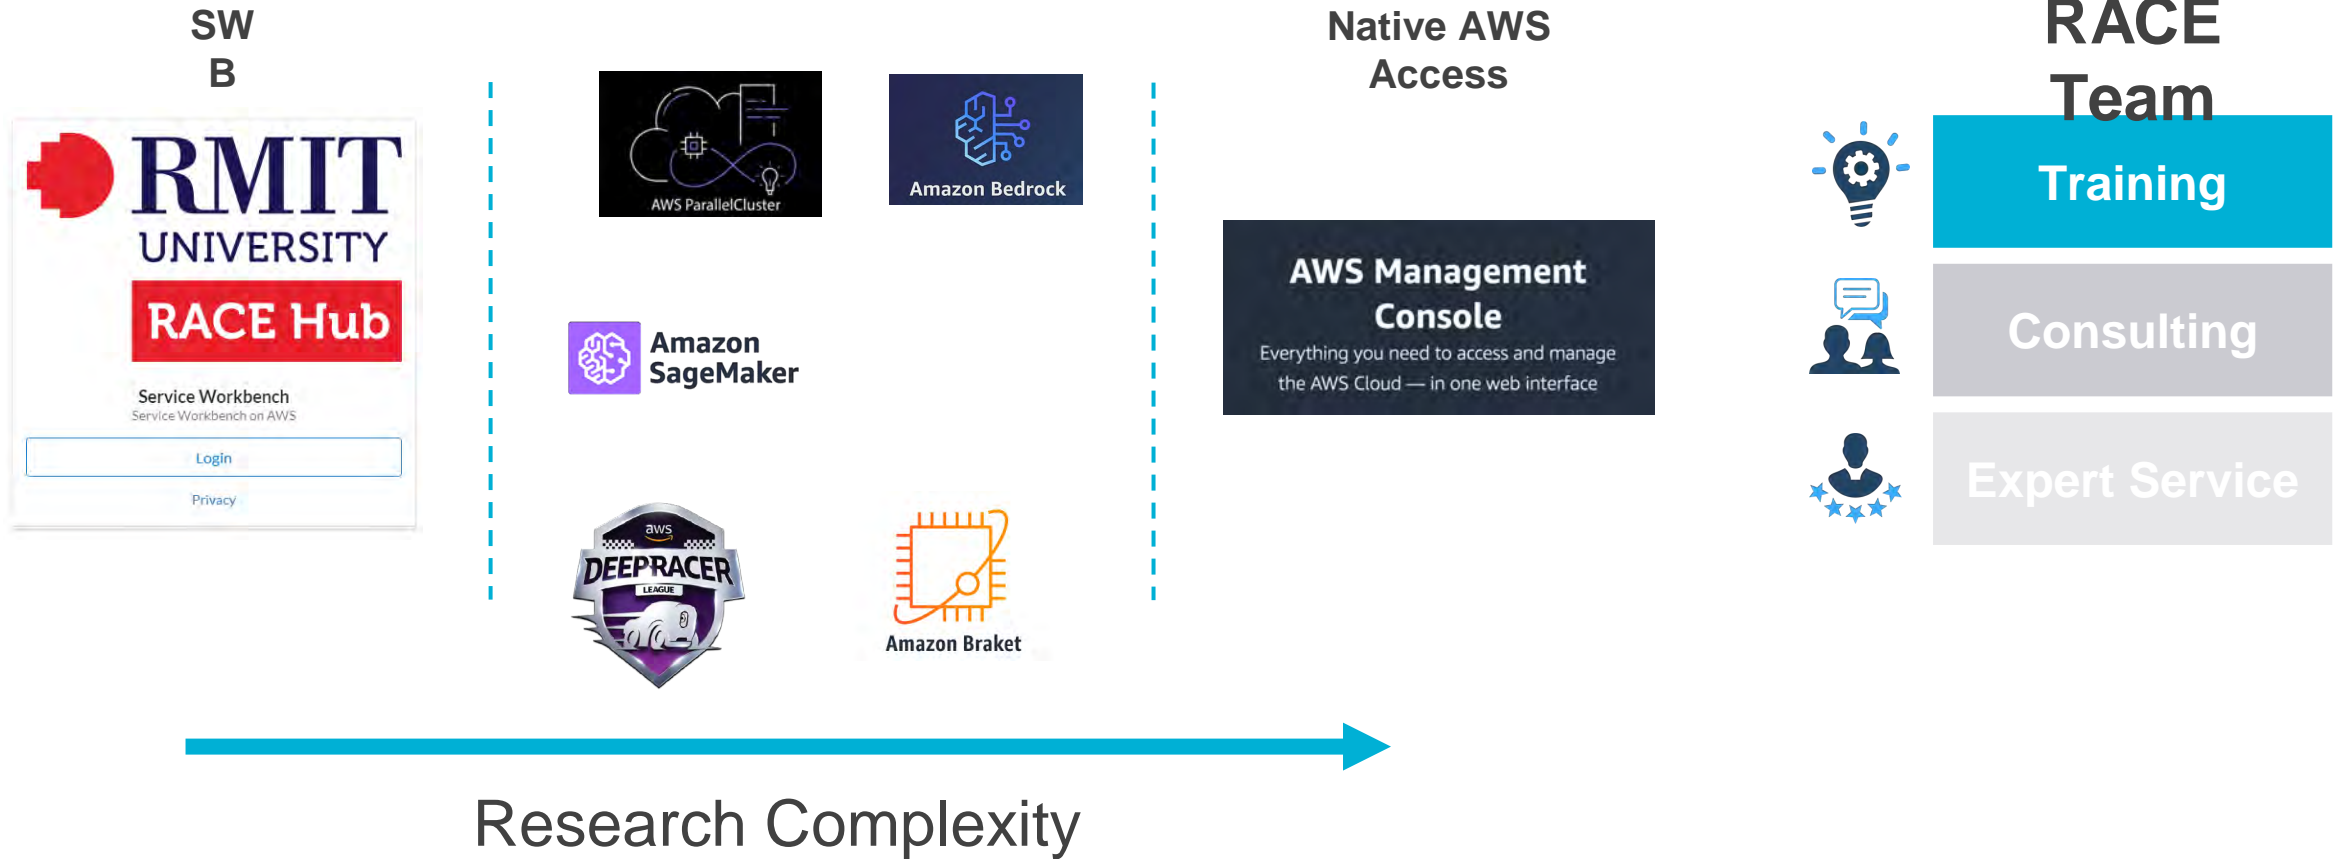 SW
B
RMIT
UNIVERSITY
RACE Hub
Service Workbench
Service Workbench on AWS
Login
Privacy
AWS ParallelCluster
Amazon Bedrock
Amazon
SageMaker
aws
DEEPRACER
LEAGUE
Amazon Braket
Native AWS
Access
AWS Management
Console
Everything you need to access and manage
the AWS Cloud — in one web interface
RACE
Team
Training
Consulting
Expert Service
Research Complexity